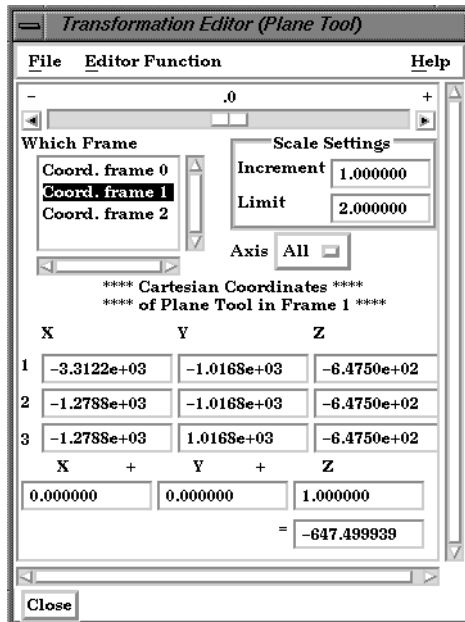 Transformation Editor (Plane Tool)
File Editor Function Help
- .0 +
Which Frame
Coord. frame 0
Coord. frame 1
Coord. frame 2
Scale Settings
Increment 1.000000
Limit 2.000000
Axis All
**** Cartesian Coordinates ****
**** of Plane Tool in Frame 1 ****
X Y Z
1 -3.3122e+03 -1.0168e+03 -6.4750e+02
2 -1.2788e+03 -1.0168e+03 -6.4750e+02
3 -1.2788e+03 1.0168e+03 -6.4750e+02
X + Y + Z
0.000000 0.000000 1.000000
= -647.499939
Close